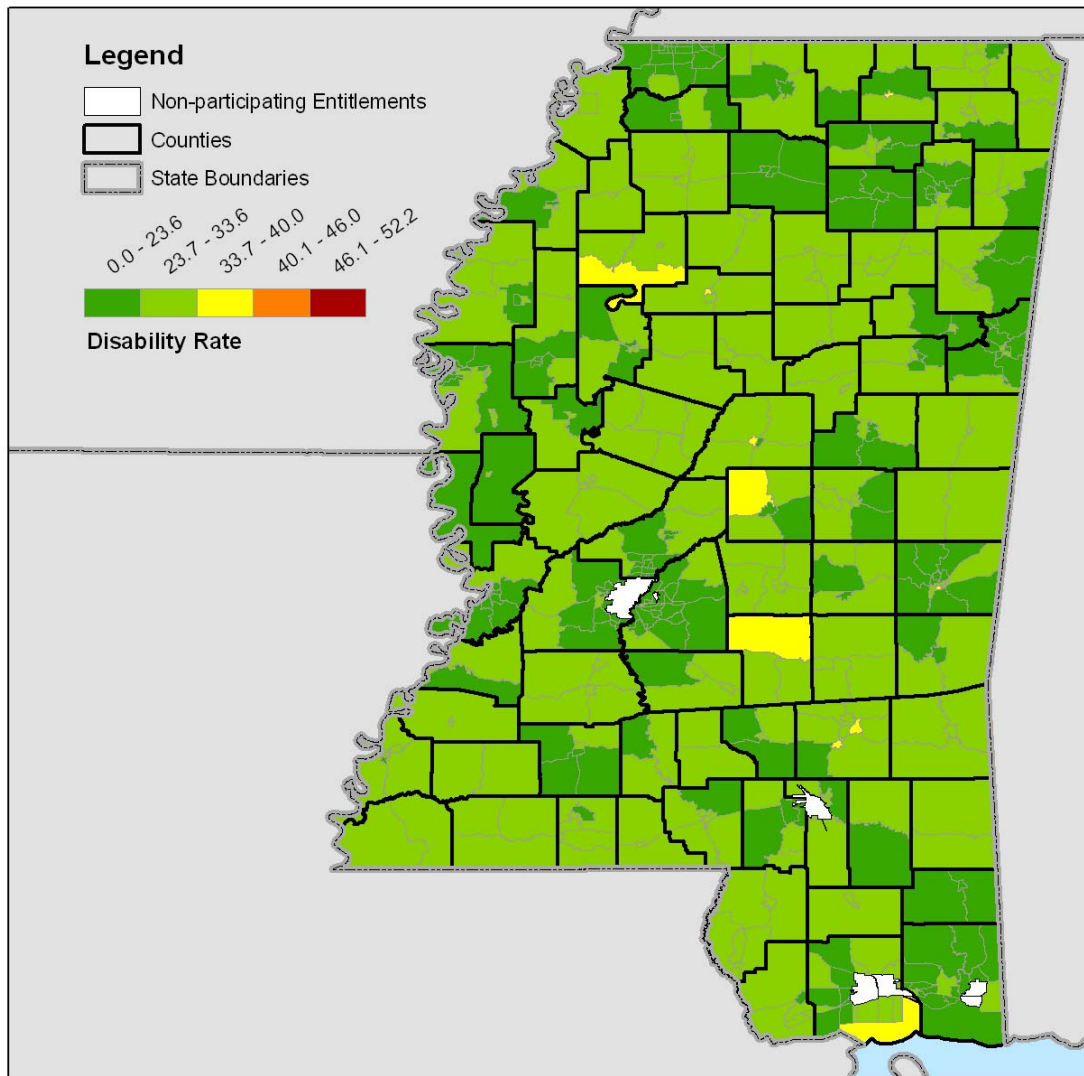 Legend
Non-participating Entitlements
Counties
State Boundaries
0.0 - 23.6
23.7 - 33.6
33.7 - 40.0
40.1 - 46.0
46.1 - 52.2
Disability Rate